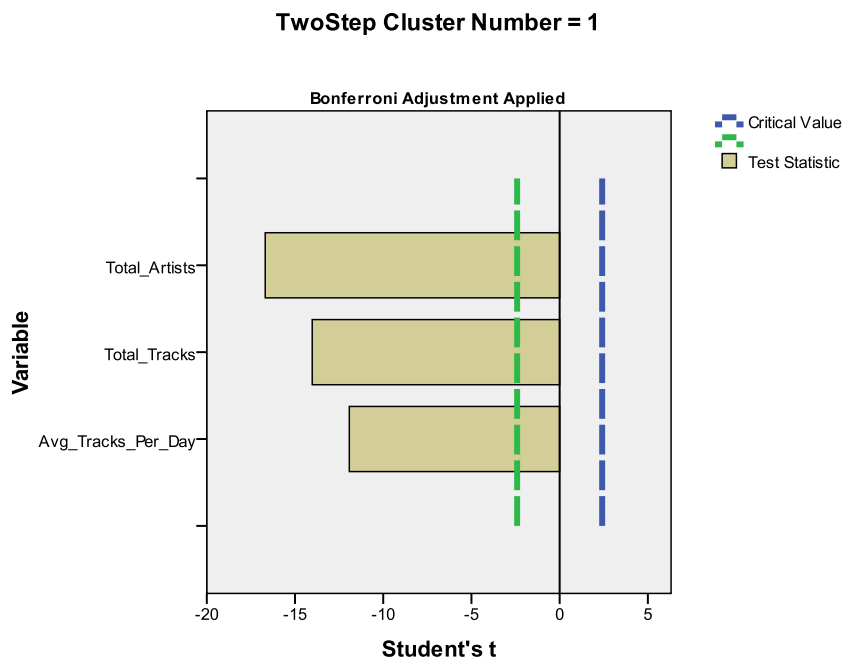 TwoStep Cluster Number = 1
Bonferroni Adjustment Applied
Critical Value
Test Statistic
Variable
Total_Artists
Total_Tracks
Avg_Tracks_Per_Day
-20 -15 -10 -5 0 5
Student's t